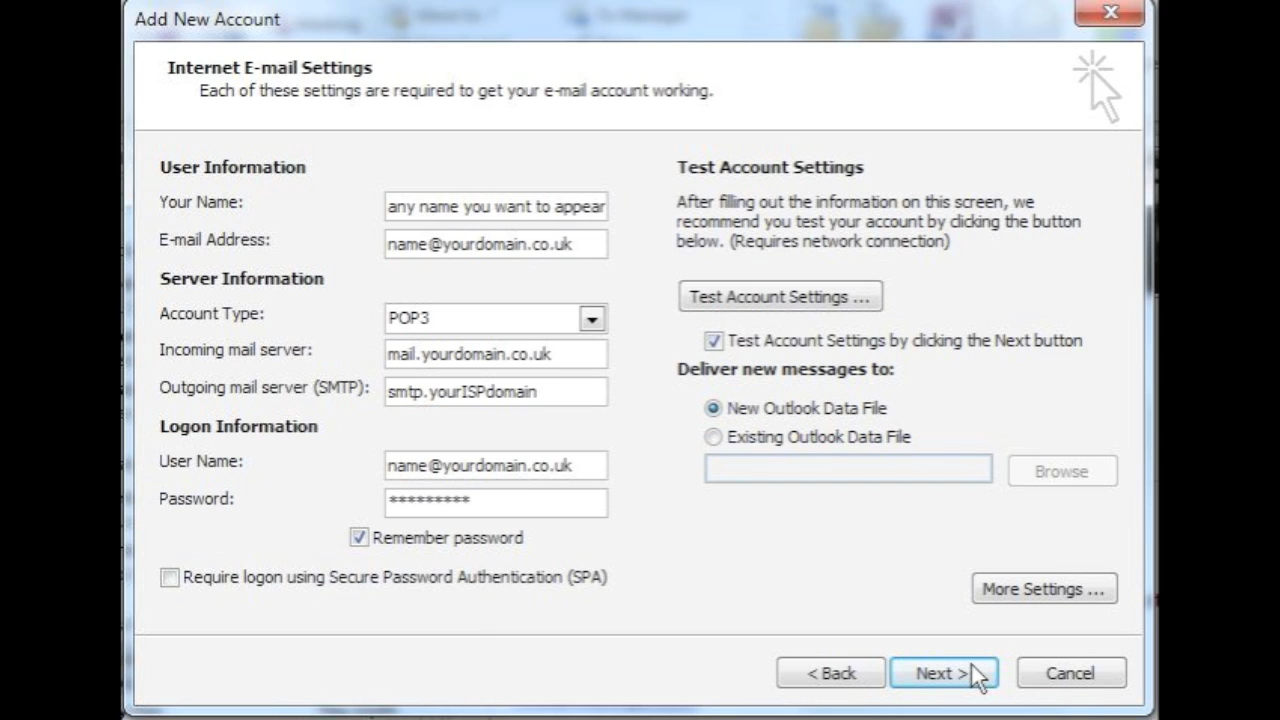 Add New Account
Internet E-mail Settings
Each of these settings are required to get your e-mail account working.
User Information
Your Name:
any name you want to appear
E-mail Address:
name@yourdomain.co.uk
Server Information
Account Type:
POP3
Incoming mail server:
mail.yourdomain.co.uk
Outgoing mail server (SMTP):
smtp.yourISPdomain
Logon Information
User Name:
name@yourdomain.co.uk
Password:
*********
Remember password
Require logon using Secure Password Authentication (SPA)
Test Account Settings
After filling out the information on this screen, we
recommend you test your account by clicking the button
below. (Requires network connection)
Test Account Settings ...
Test Account Settings by clicking the Next button
Deliver new messages to:
New Outlook Data File
Existing Outlook Data File
Browse
More Settings ...
< Back
Next >
Cancel